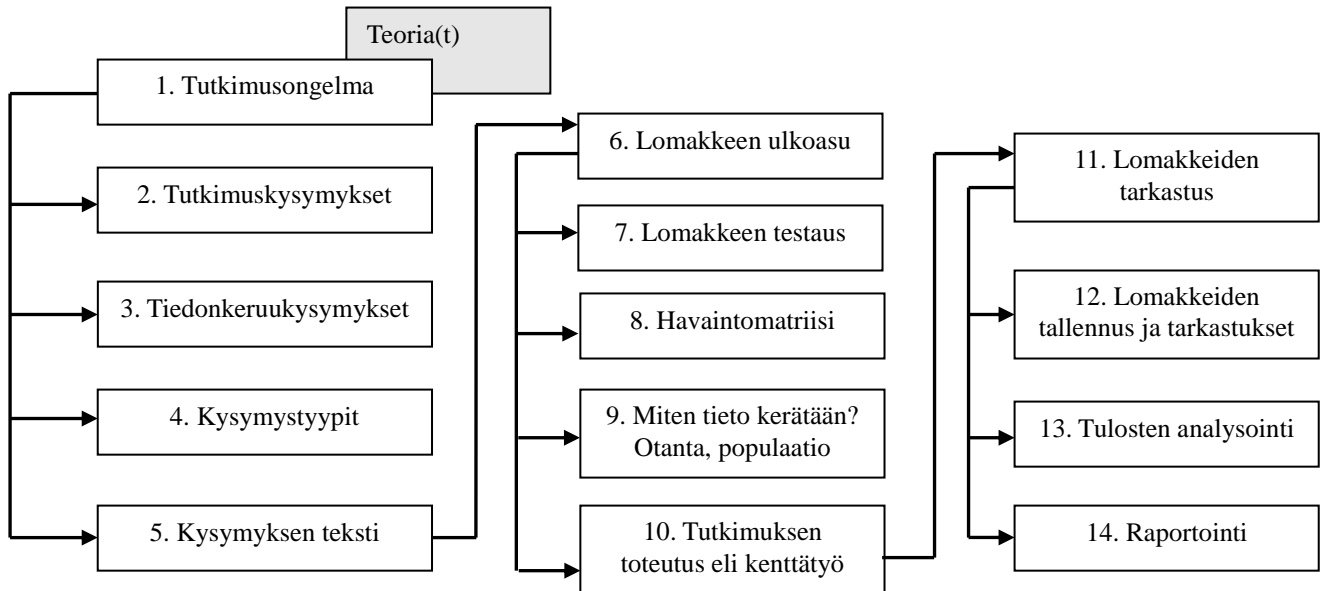 Teoria(t)
1. Tutkimusongelma
2. Tutkimuskysymykset
3. Tiedonkeruukysymykset
4. Kysymystyypit
5. Kysymyksen teksti
6. Lomakkeen ulkoasu
7. Lomakkeen testaus
8. Havaintomatriisi
9. Miten tieto kerätään?
Otanta, populaatio
10. Tutkimuksen
toteutus eli kenttätyö
11. Lomakkeiden
tarkastus
12. Lomakkeiden
tallennus ja tarkastukset
13. Tulosten analysointi
14. Raportointi